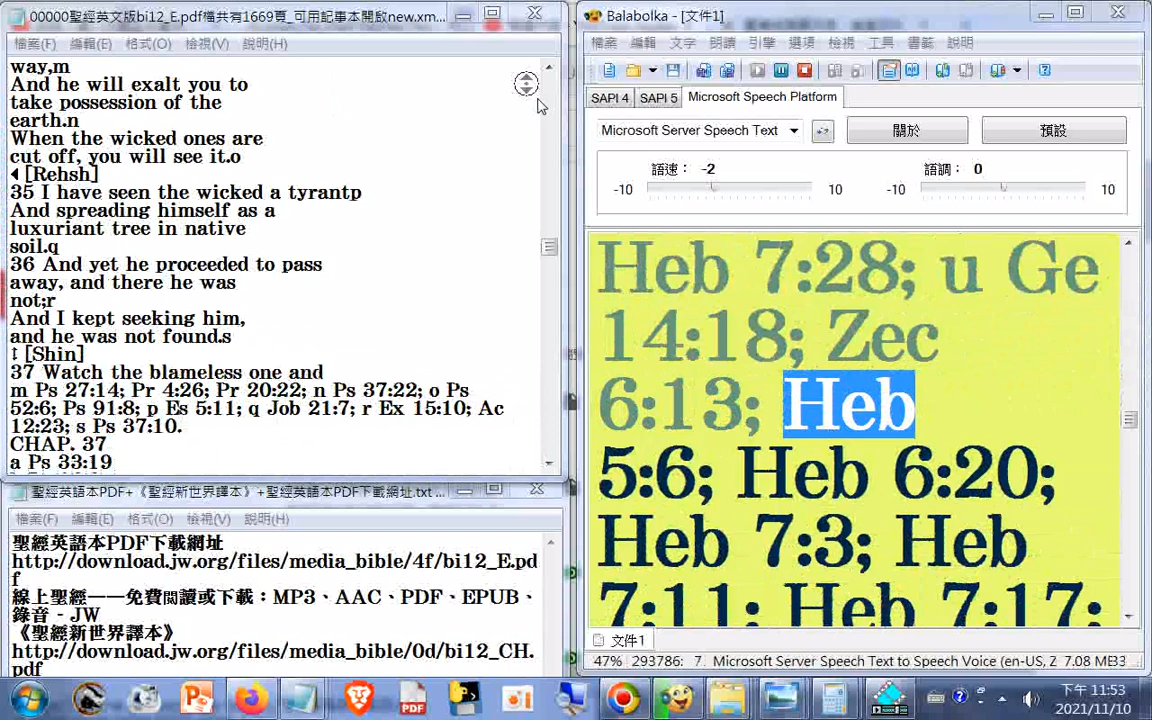 00000聖經英文版bi12_E.pdf檔共有1669頁_可用記事本開啟new.xm...
檔案(F) 編輯(E) 格式(O) 檢視(V) 說明(H)
way,m
And he will exalt you to
take possession of the
earth.n
When the wicked ones are
cut off, you will see it.o
[Rehsh]
35 I have seen the wicked a tyrantp
And spreading himself as a
luxuriant tree in native
soil.q
36 And yet he proceeded to pass
away, and there he was
not;r
And I kept seeking him,
and he was not found.s
[Shin]
37 Watch the blameless one and
m Ps 27:14; Pr 4:26; Pr 20:22; n Ps 37:22; o Ps
52:6; Ps 91:8; p Es 5:11; q Job 21:7; r Ex 15:10; Ac
12:23; s Ps 37:10.
CHAP. 37
a Ps 33:19
聖經英語本PDF+《聖經新世界譯本》+聖經英語本PDF下載網址.txt ...
檔案(F) 編輯(E) 格式(O) 檢視(V) 說明(H)
聖經英語本PDF下載網址
http://download.jw.org/files/media_bible/4f/bi12_E.pd
f
線上聖經——免費閱讀或下載：MP3、AAC、PDF、EPUB、
錄音 - JW
《聖經新世界譯本》
http://download.jw.org/files/media_bible/0d/bi12_CH.
pdf
Balabolka - [文件1]
檔案 編輯 文字 朗讀 引擎 選項 檢視 工具 書籤 說明
SAPI 4 SAPI 5 Microsoft Speech Platform
Microsoft Server Speech Text 關於 預設
語速： -2 語調： 0
-10 10 -10 10
Heb 7:28; u Ge
14:18; Zec
6:13; Heb
5:6; Heb 6:20;
Heb 7:3; Heb
7:11; Heb 7:17;
文件1
47% 293786: 7. Microsoft Server Speech Text to Speech Voice (en-US, Z 7.08 MB
PDF
下午 11:53
2021/11/10